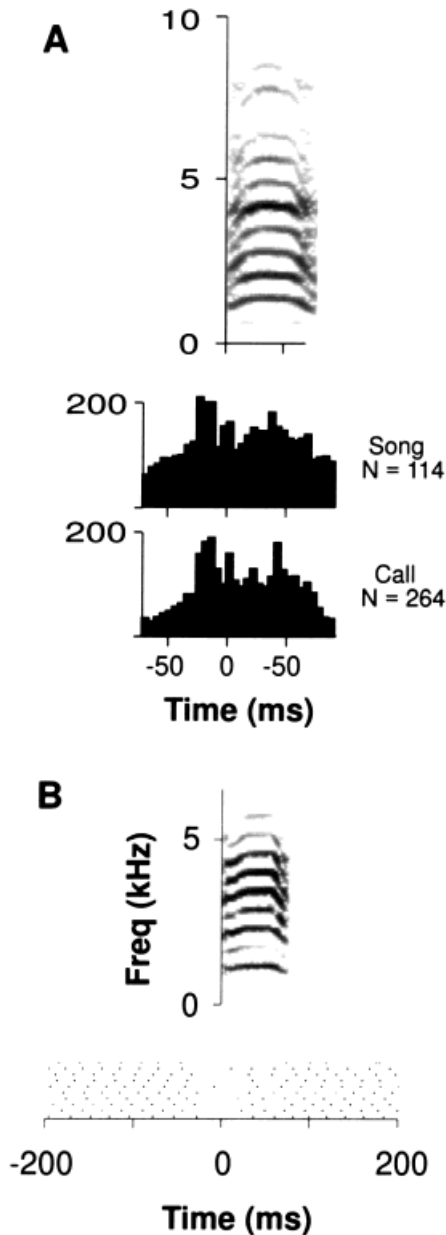 A
10
5
0
200
Song
N = 114
200
Call
N = 264
-50 0 -50
Time (ms)
B
Freq (kHz)
5
0
-200 0 200
Time (ms)